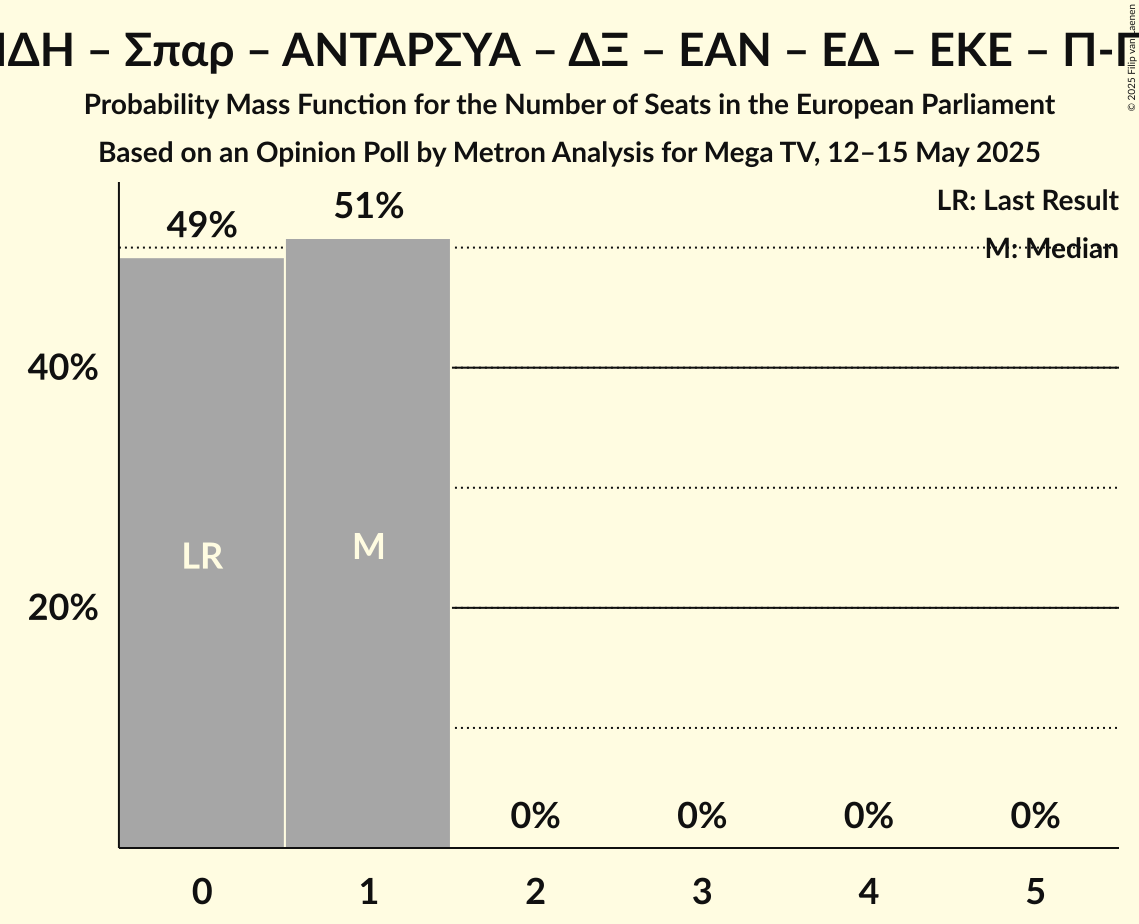 ΔΗ – Σπαρ – ΑΝΤΑΡΣΥΑ – ΔΞ – ΕΑΝ – ΕΔ – ΕΚΕ – Π-
© 2025 Filip van Laenen
Probability Mass Function for the Number of Seats in the European Parliament
Based on an Opinion Poll by Metron Analysis for Mega TV, 12–15 May 2025
LR: Last Result
M: Median
49%
51%
40%
20%
LR
M
0%
0%
0%
0%
0
1
2
3
4
5